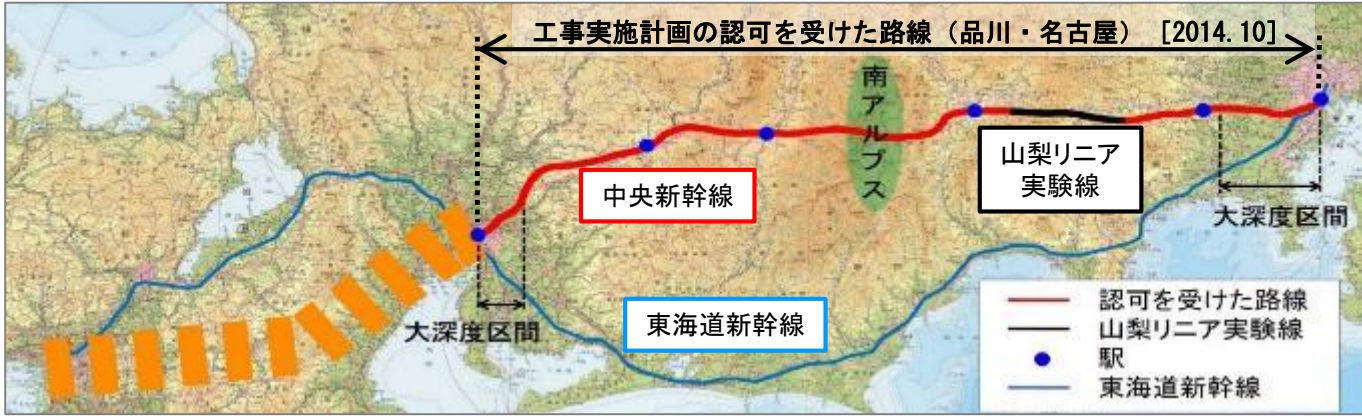 工事実施計画の認可を受けた路線（品川・名古屋） [2014.10]
南アルプス
山梨リニア
実験線
中央新幹線
大深度区間
東海道新幹線
大深度区間
認可を受けた路線
山梨リニア実験線
駅
東海道新幹線